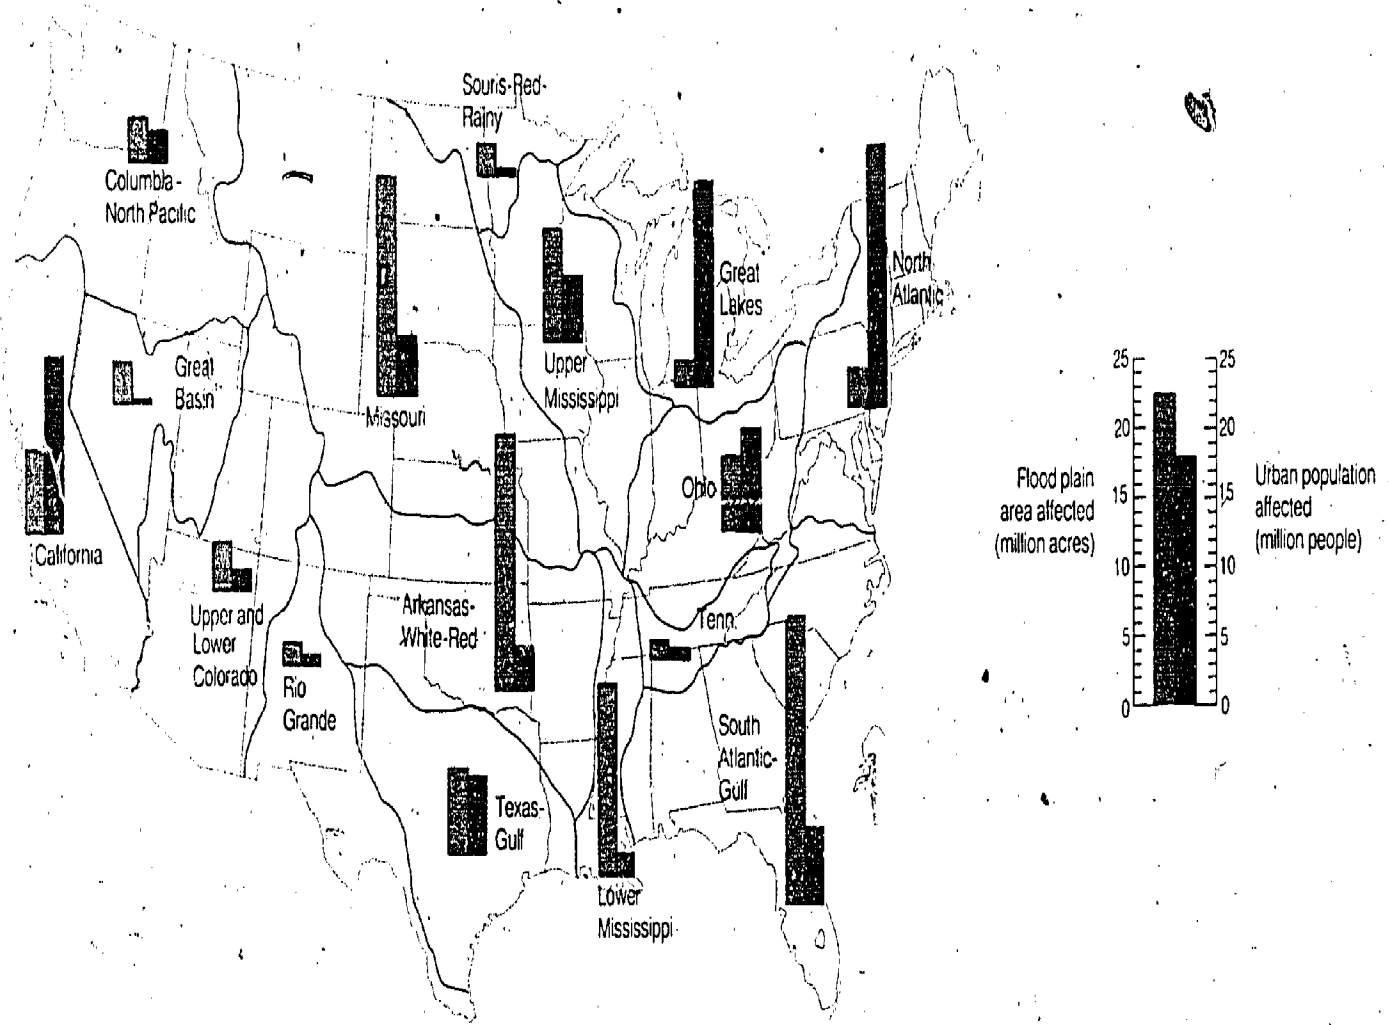 Souris-Red-
Rainy
Columbia-
North Pacific
Great
Lakes
North
Atlantic
Great
Basin
Upper
Mississippi
Missouri
California
Ohio
Upper and
Lower
Colorado
Arkansas-
White-Red
Tenn.
Rio
Grande
South
Atlantic-
Gulf
Texas-
Gulf
Lower
Mississippi
25
20
15
10
5
0
25
20
15
10
5
0
Flood plain
area affected
(million acres)
Urban population
affected
(million people)